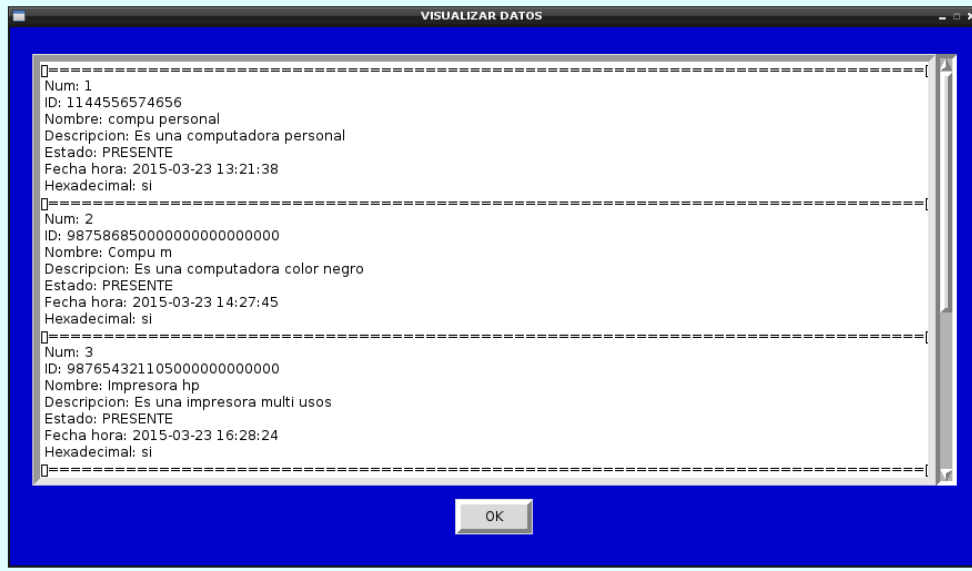 VISUALIZAR DATOS
[]===============================================================================[
Num: 1
ID: 1144556574656
Nombre: compu personal
Descripcion: Es una computadora personal
Estado: PRESENTE
Fecha hora: 2015-03-23 13:21:38
Hexadecimal: si
[]===============================================================================[
Num: 2
ID: 987586850000000000000000
Nombre: Compu m
Descripcion: Es una computadora color negro
Estado: PRESENTE
Fecha hora: 2015-03-23 14:27:45
Hexadecimal: si
[]===============================================================================[
Num: 3
ID: 987654321105000000000000
Nombre: Impresora hp
Descripcion: Es una impresora multi usos
Estado: PRESENTE
Fecha hora: 2015-03-23 16:28:24
Hexadecimal: si
[]===============================================================================[
OK